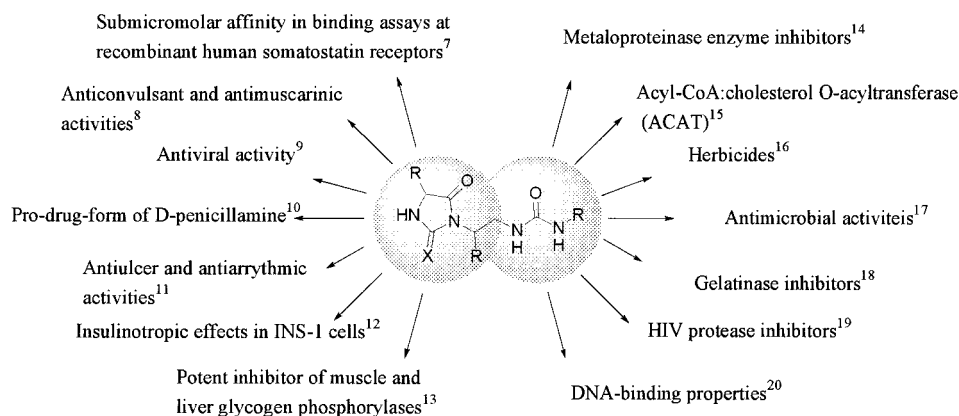 Submicromolar affinity in binding assays at
recombinant human somatostatin receptors7
Anticonvulsant and antimuscarinic
activities8
Antiviral activity9
Pro-drug-form of D-penicillamine10
Antiulcer and antiarrythmic
activities11
Insulinotropic effects in INS-1 cells12
Potent inhibitor of muscle and
liver glycogen phosphorylases13
Metaloproteinase enzyme inhibitors14
Acyl-CoA:cholesterol O-acyltransferase
(ACAT)15
Herbicides16
Antimicrobial activiteis17
Gelatinase inhibitors18
HIV protease inhibitors19
DNA-binding properties20
R
O
O
HN
N
N
N
R
X
R
H
H